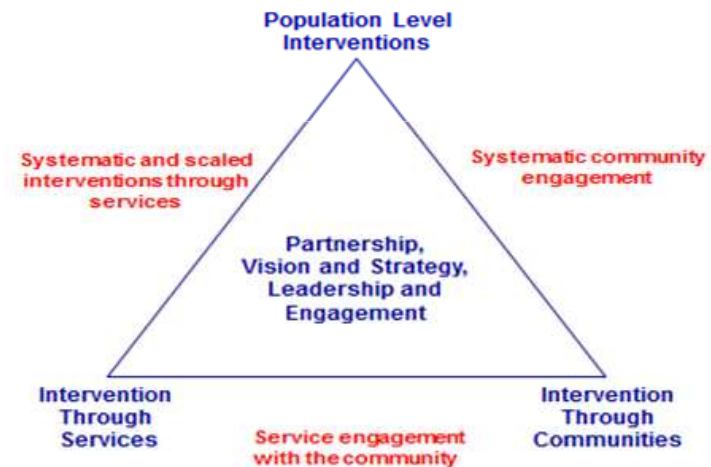 Population Level
Interventions
Systematic and scaled
interventions through
services
Systematic community
engagement
Partnership,
Vision and Strategy,
Leadership and
Engagement
Intervention
Through
Services
Service engagement
with the community
Intervention
Through
Communities